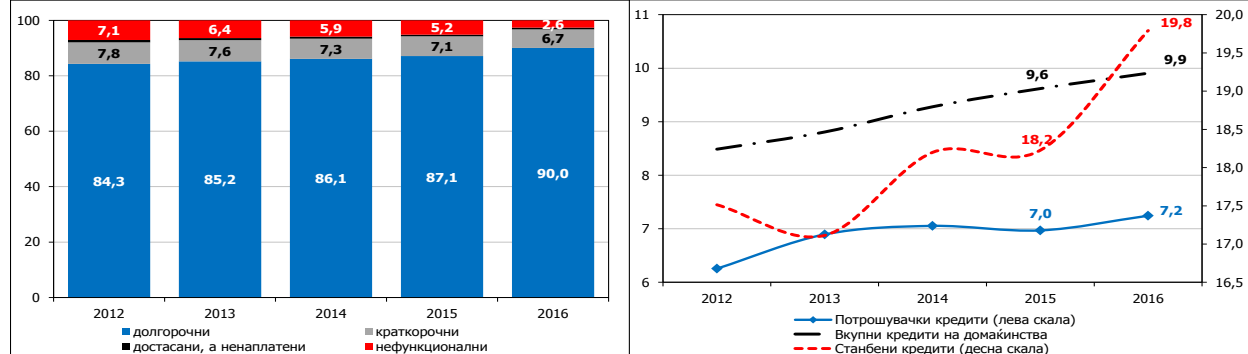 100
80
60
40
20
0
7,1 6,4 5,9 5,2 2,6
7,8 7,6 7,3 7,1 6,7
84,3 85,2 86,1 87,1 90,0
2012 2013 2014 2015 2016
долгорочни краткорочни
достасани, а ненаплатени нефункционални
11
10
9
8
7
6
20,0
19,5
19,0
18,5
18,0
17,5
17,0
16,5
19,8
9,6 9,9
18,2
7,0 7,2
2012 2013 2014 2015 2016
Потрошувачки кредити (лева скала)
Вкупни кредити на домаќинства
Станбени кредити (десна скала)